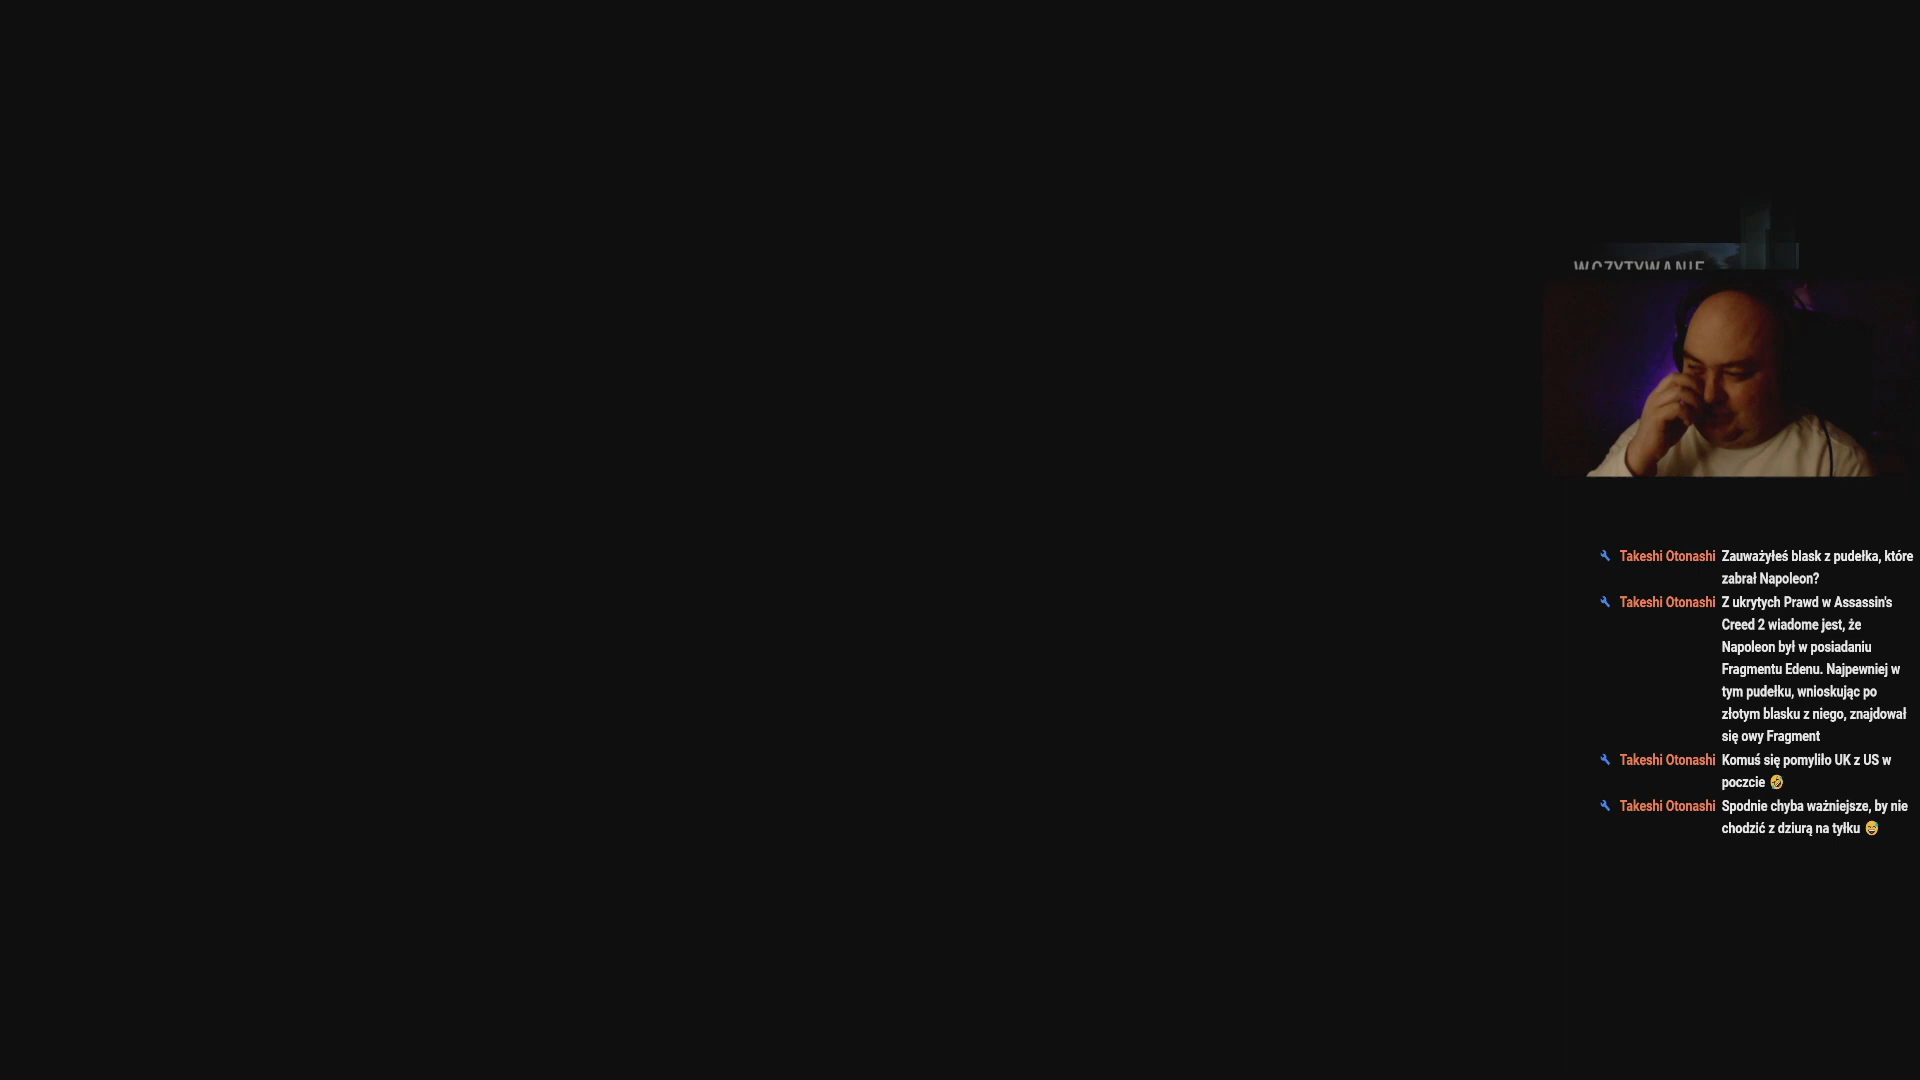 WCZYTYWANIE
Takeshi Otonashi Zauważyłeś blask z pudełka, które
zabrał Napoleon?
Takeshi Otonashi Z ukrytych Prawd w Assassin's
Creed 2 wiadome jest, że
Napoleon był w posiadaniu
Fragmentu Edenu. Najpewniej w
tym pudełku, wnioskując po
złotym blasku z niego, znajdował
się owy Fragment
Takeshi Otonashi Komuś się pomyliło UK z US w
poczcie 🤣
Takeshi Otonashi Spodnie chyba ważniejsze, by nie
chodzić z dziurą na tyłku 😅